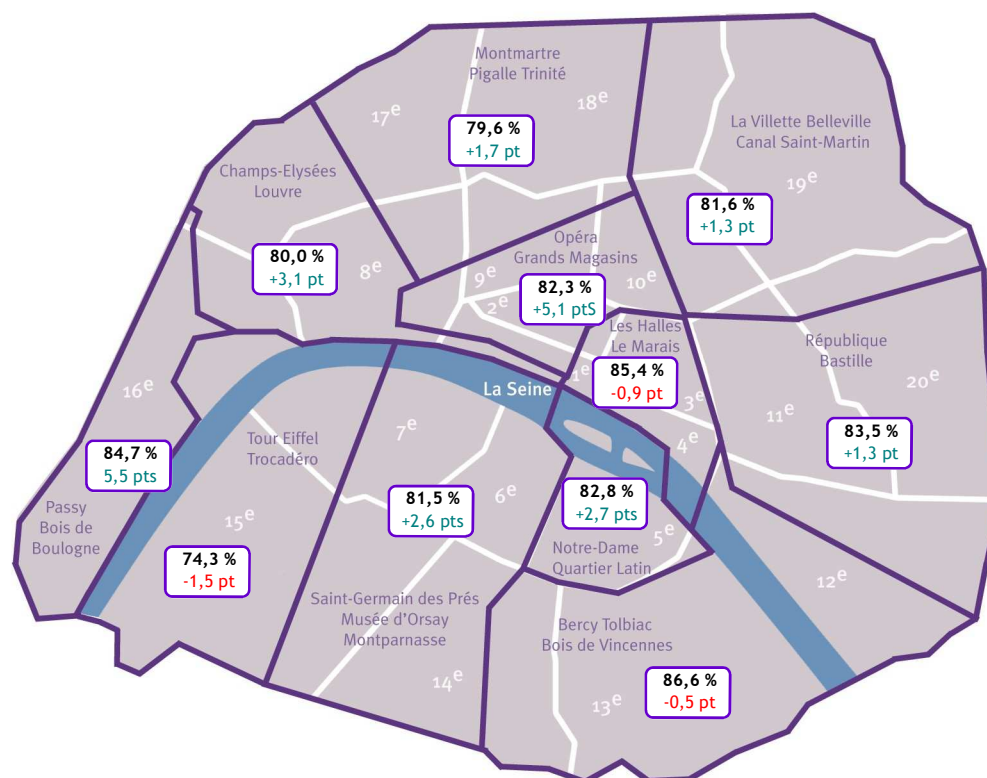 Montmartre
Pigalle Trinité
17e
18e
79,6 %
+1,7 pt
La Villette Belleville
Canal Saint-Martin
19e
81,6 %
+1,3 pt
Champs-Elysées
Louvre
80,0 %
+3,1 pt
8e
Opéra
Grands Magasins
9e
10e
2e
82,3 %
+5,1 ptS
Les Halles
Le Marais
1e
85,4 %
-0,9 pt
3e
4e
République
Bastille
20e
11e
83,5 %
+1,3 pt
La Seine
16e
84,7 %
5,5 pts
Passy
Bois de
Boulogne
Tour Eiffel
Trocadéro
15e
74,3 %
-1,5 pt
7e
81,5 %
+2,6 pts
6e
Saint-Germain des Prés
Musée d'Orsay
Montparnasse
14e
82,8 %
+2,7 pts
5e
Notre-Dame
Quartier Latin
12e
Bercy Tolbiac
Bois de Vincennes
13e
86,6 %
-0,5 pt